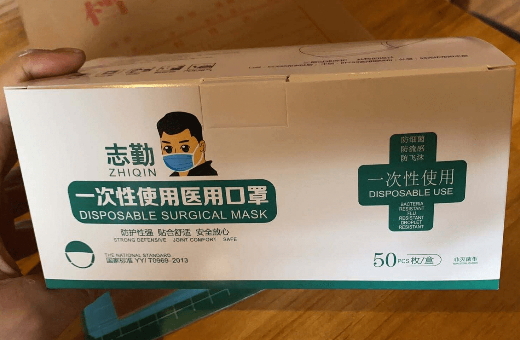 志勤
ZHIQIN
一次性使用医用口罩
DISPOSABLE SURGICAL MASK
防护性强 贴合舒适 安全放心
STRONG DEFENSIVE JOINT COMFORT SAFE
THE NATIONAL STANDARD
国家标准 YY/T0969-2013
防细菌
防流感
防飞沫
一次性使用
DISPOSABLE USE
BACTERIA
RESISTANT
FLU
RESISTANT
DROPLET
RESISTANT
50PCS 枚/盒